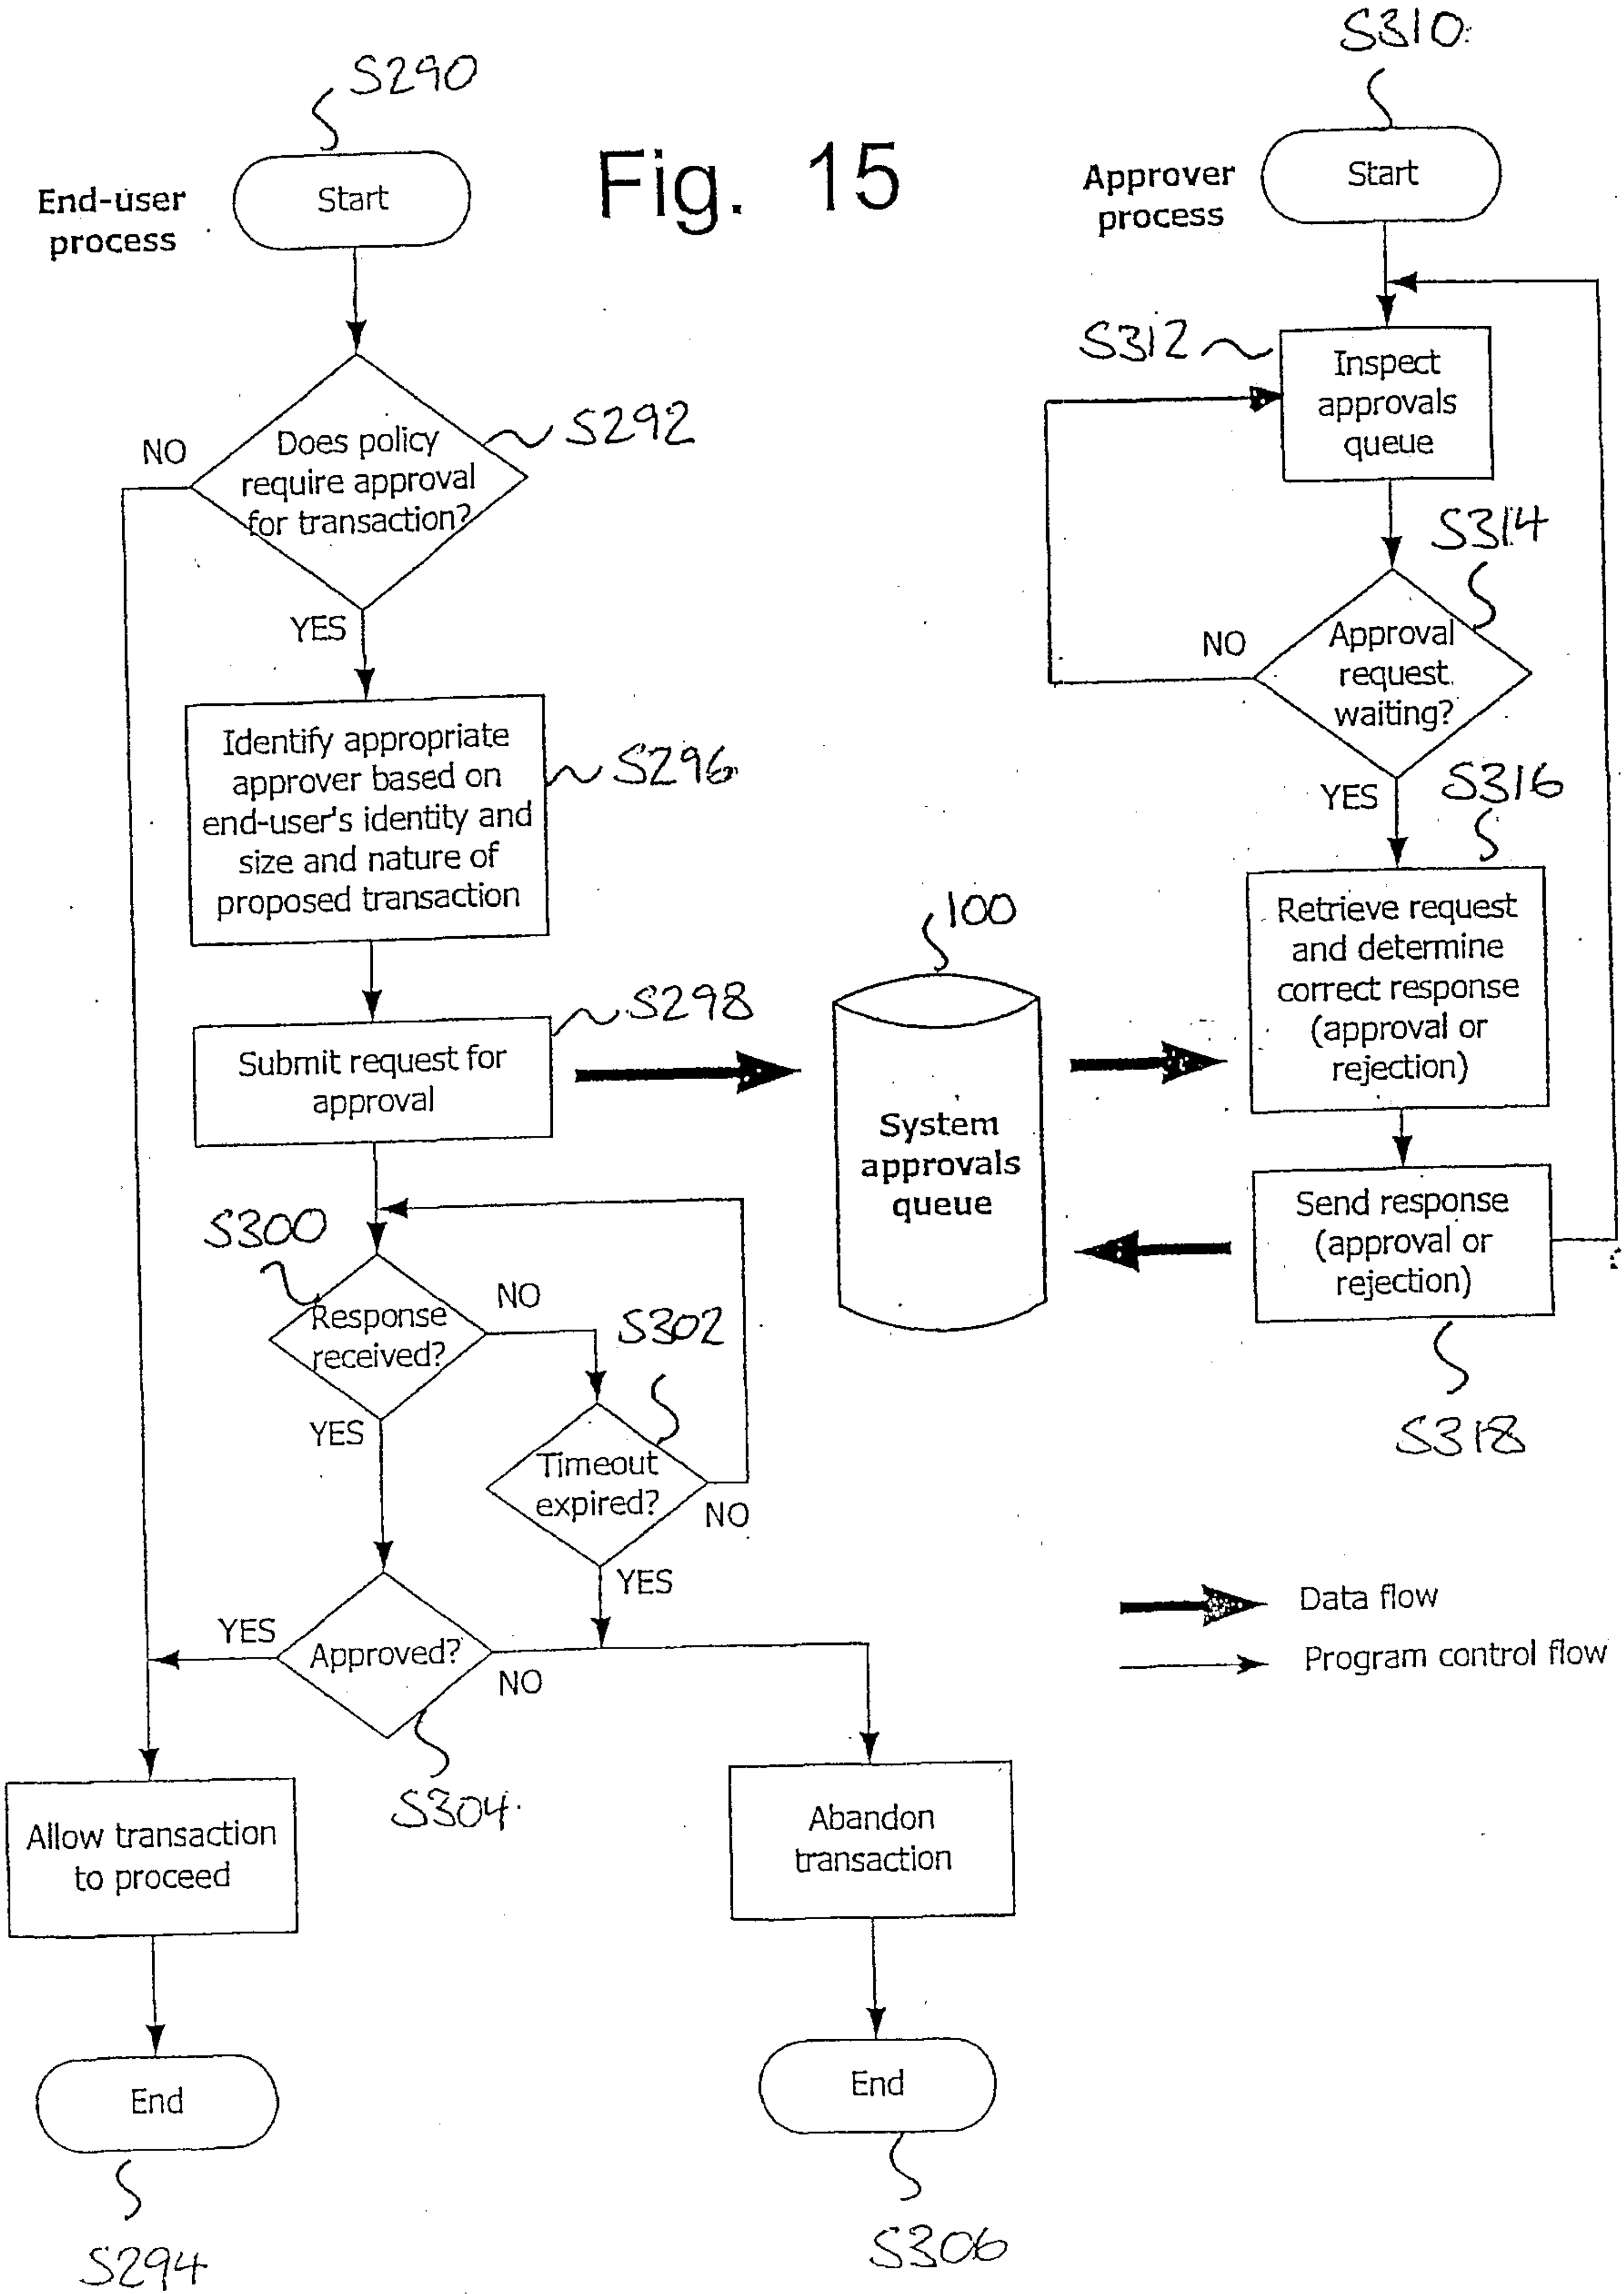 Fig. 15
End-user
process
S290
Start
S292
Does policy
require approval
for transaction?
NO
YES
S296
Identify appropriate
approver based on
end-user's identity and
size and nature of
proposed transaction
S298
Submit request for
approval
S300
Response
received?
NO
YES
S302
Timeout
expired?
NO
YES
Approved?
YES
NO
S304
Allow transaction
to proceed
End
S294
Abandon
transaction
End
S306
100
System
approvals
queue
Approver
process
S310
Start
S312
Inspect
approvals
queue
S314
Approval
request
waiting?
NO
YES
S316
Retrieve request
and determine
correct response
(approval or
rejection)
Send response
(approval or
rejection)
S318
Data flow
Program control flow